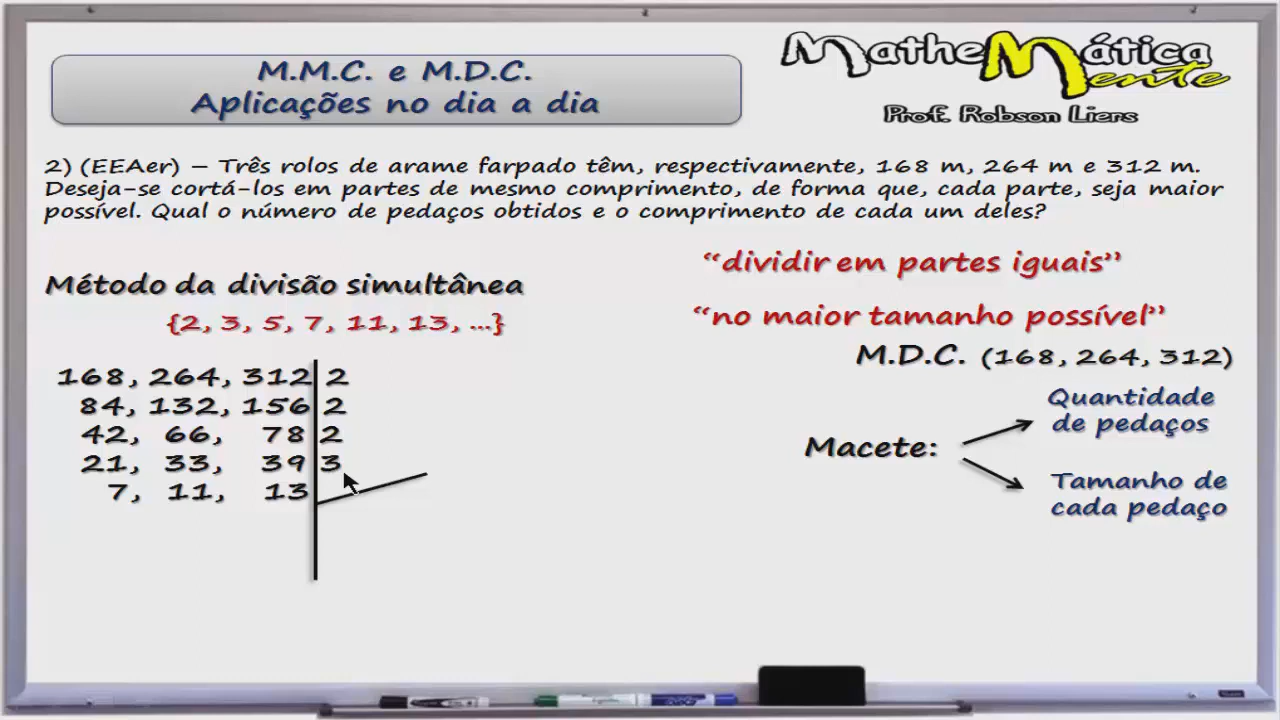 M.M.C. e M.D.C.
Aplicações no dia a dia
MatheMática
Mente
Prof. Robson Liers
2) (EEAer) – Três rolos de arame farpado têm, respectivamente, 168 m, 264 m e 312 m.
Deseja-se cortá-los em partes de mesmo comprimento, de forma que, cada parte, seja maior
possível. Qual o número de pedaços obtidos e o comprimento de cada um deles?
Método da divisão simultânea
{2, 3, 5, 7, 11, 13, ...}
168, 264, 312 2
84, 132, 156 2
42, 66, 78 2
21, 33, 39 3
7, 11, 13
“dividir em partes iguais”
“no maior tamanho possível”
M.D.C. (168, 264, 312)
Macete:
Quantidade
de pedaços
Tamanho de
cada pedaço